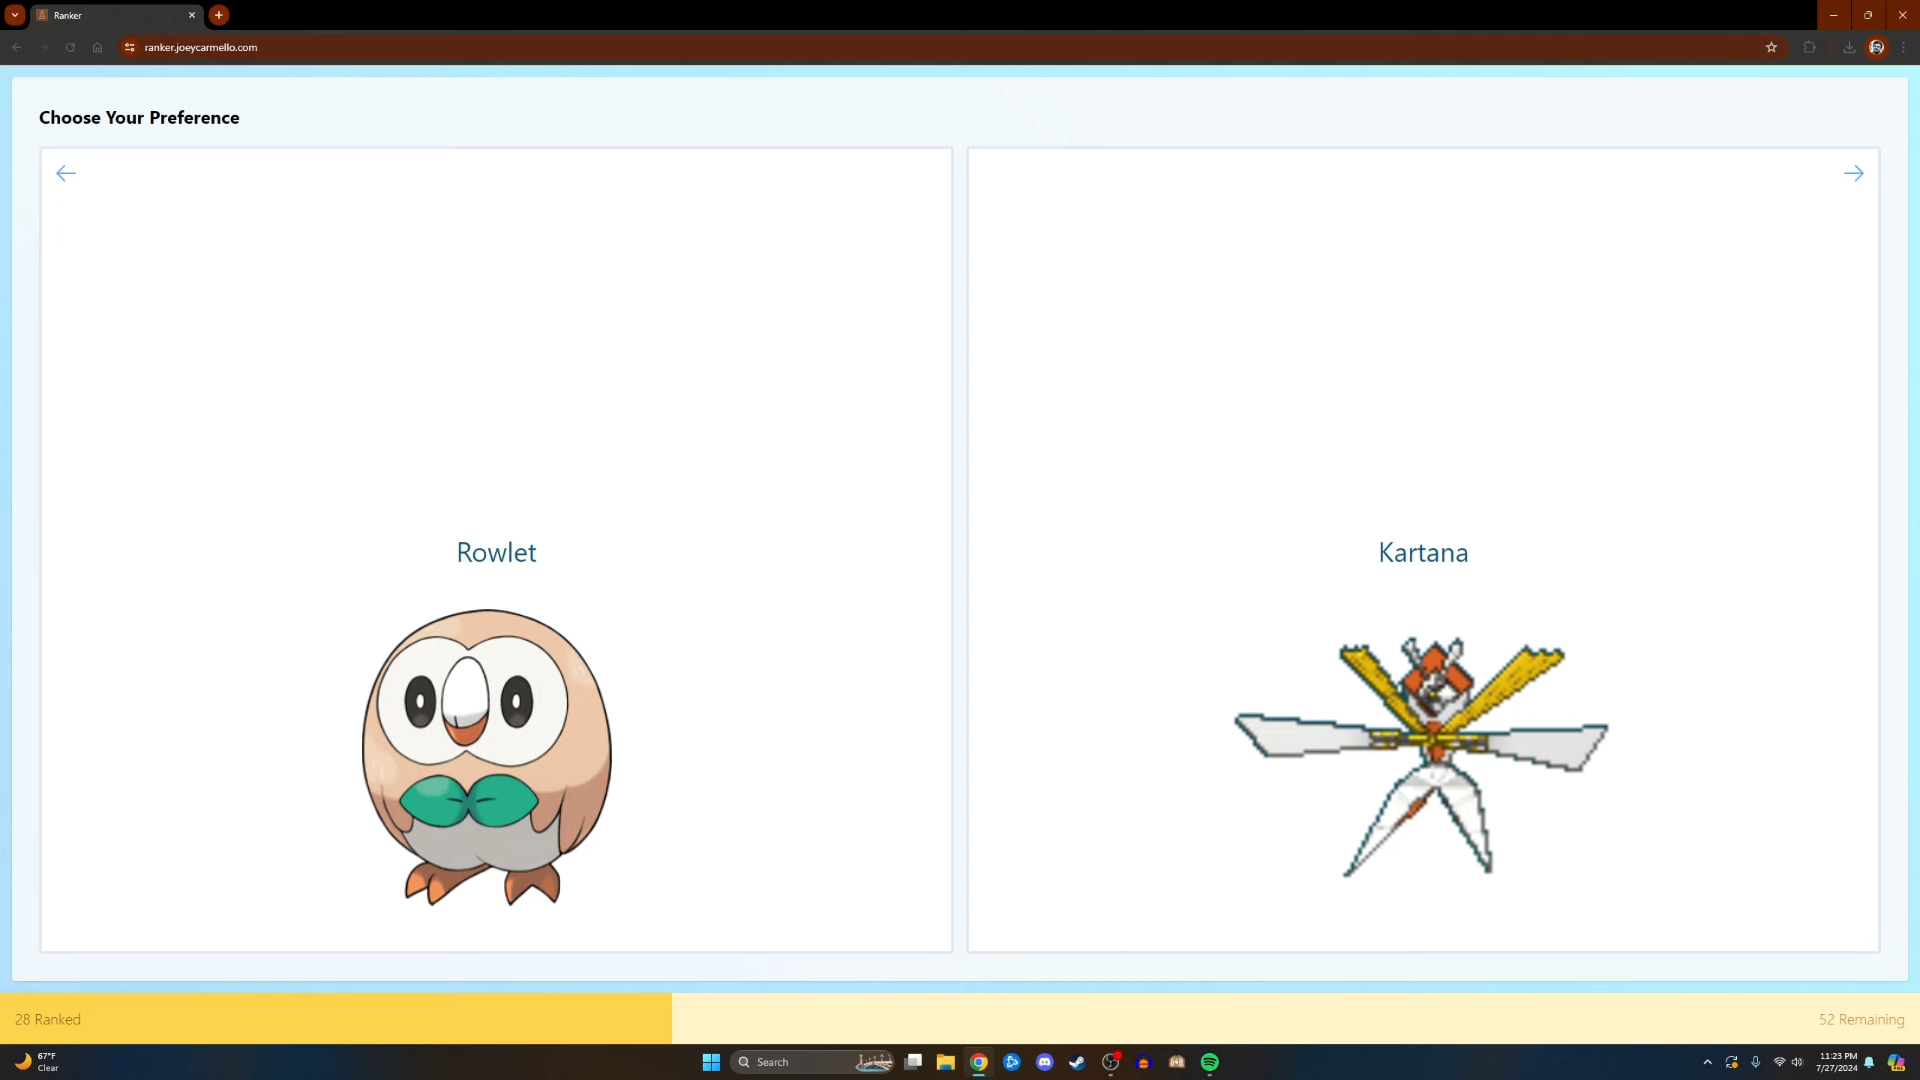 Ranker
ranker.joeycarmello.com
Choose Your Preference
Rowlet
Kartana
28 Ranked
52 Remaining
67°F
Clear
Search
11:23 PM
7/27/2024